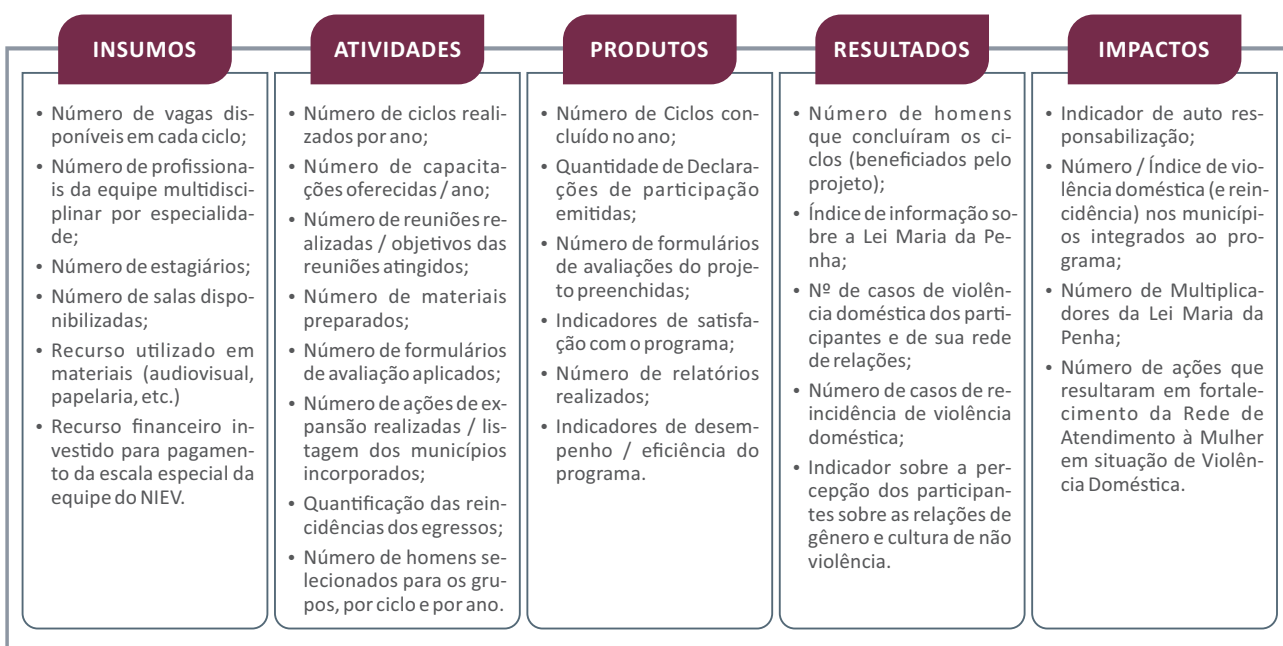 INSUMOS
• Número de vagas dis-
poníveis em cada ciclo;
• Número de profissiona-
is da equipe multidisci-
plinar por especialida-
de;
• Número de estagiários;
• Número de salas dispo-
nibilizadas;
• Recurso utilizado em
materiais (audiovisual,
papelaria, etc.)
• Recurso financeiro in-
vestido para pagamen-
to da escala especial da
equipe do NIEV.
ATIVIDADES
• Número de ciclos reali-
zados por ano;
• Número de capacita-
ções oferecidas / ano;
• Número de reuniões re-
alizadas / objetivos das
reuniões atingidos;
• Número de materiais
preparados;
• Número de formulários
de avaliação aplicados;
• Número de ações de ex-
pansão realizadas / lis-
tagem dos municípios
incorporados;
• Quantificação das rein-
cidências dos egressos;
• Número de homens se-
lecionados para os gru-
pos, por ciclo e por ano.
PRODUTOS
• Número de Ciclos con-
cluído no ano;
• Quantidade de Declara-
ções de participação
emitidas;
• Número de formulários
de avaliações do proje-
to preenchidas;
• Indicadores de satisfa-
ção com o programa;
• Número de relatórios
realizados;
• Indicadores de desem-
penho / eficiência do
programa.
RESULTADOS
• Número de homens
que concluíram os ci-
clos (beneficiados pelo
projeto);
• Índice de informação so-
bre a Lei Maria da Pe-
nha;
• Nº de casos de violên-
cia doméstica dos parti-
cipantes e de sua rede
de relações;
• Número de casos de re-
incidência de violência
doméstica;
• Indicador sobre a per-
cepção dos participan-
tes sobre as relações de
gênero e cultura de não
violência.
IMPACTOS
• Indicador de auto res-
ponsabilização;
• Número / Índice de vio-
lência doméstica (e rein-
cidência) nos municípi-
os integrados ao pro-
grama;
• Número de Multiplica-
dores da Lei Maria da
Penha;
• Número de ações que
resultaram em fortale-
cimento da Rede de
Atendimento à Mulher
em situação de Violên-
cia Doméstica.